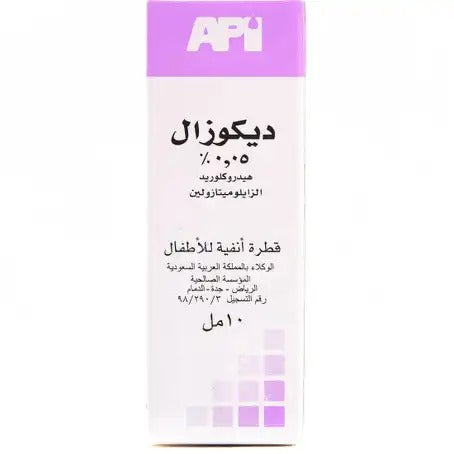 API
ديكوزال
٠,٠٥ ٪
هيدروكلوريد
الزايلوميتازولين
قطرة أنفية للأطفال
الوكلاء بالمملكة العربية السعودية
المؤسسة الصالحية
الرياض - جدة - الدمام
رقم التسجيل ٩٨/٢٩٠/٣
١٠ مل